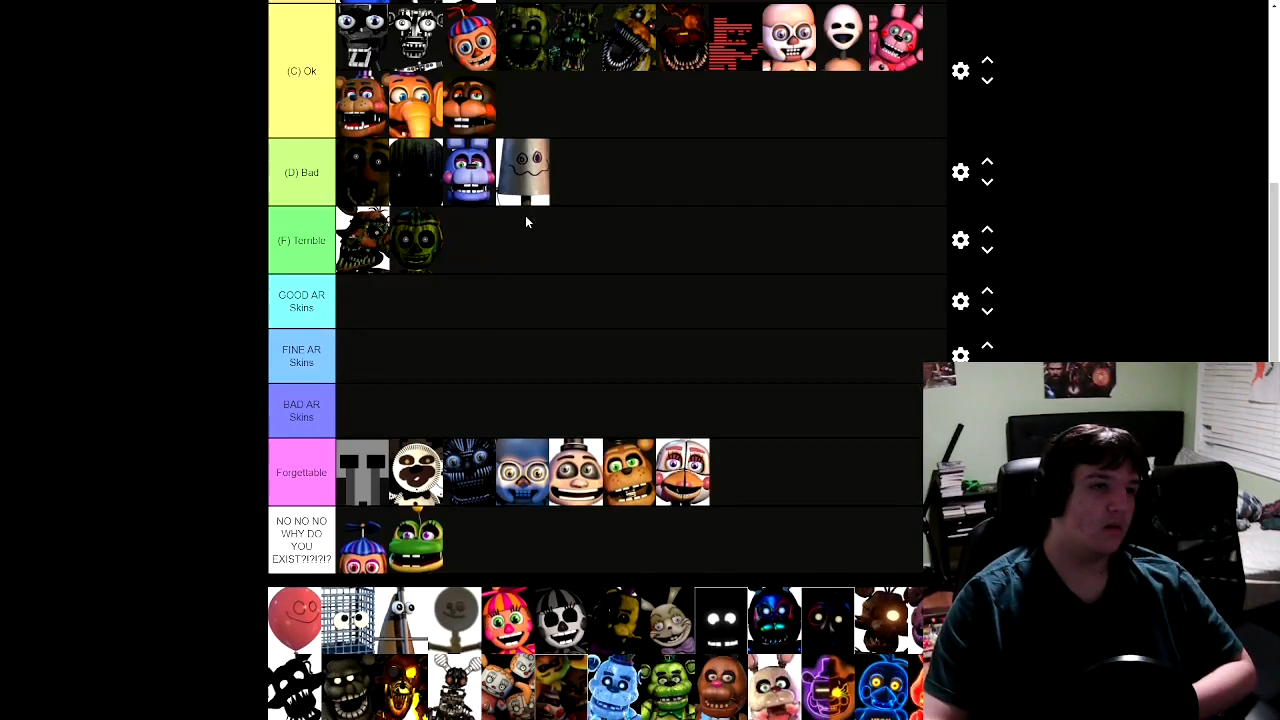 (C) Ok
(D) Bad
(F) Terrible
GOOD AR
Skins
FINE AR
Skins
BAD AR
Skins
Forgettable
NO NO NO
WHY DO
YOU
EXIST?!?!?!?